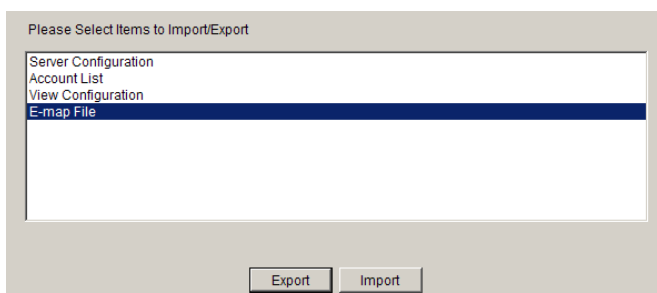 Please Select Items to Import/Export
Server Configuration
Account List
View Configuration
E-map File
Export Import